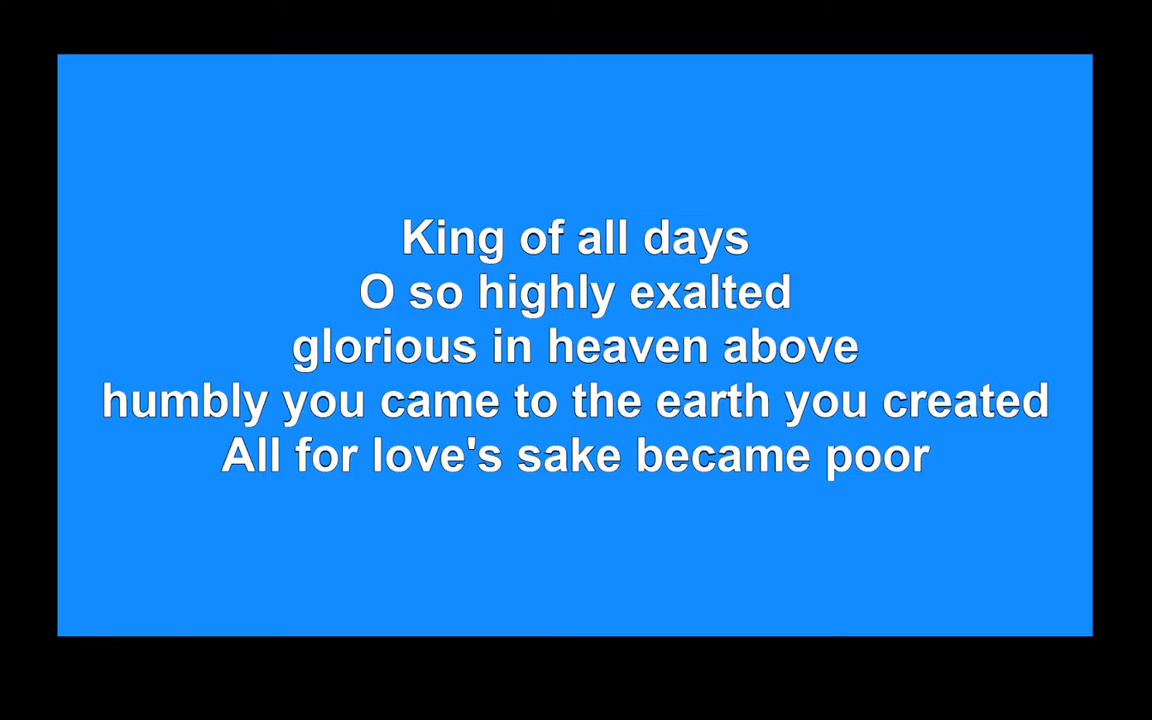 King of all days
O so highly exalted
glorious in heaven above
humbly you came to the earth you created
All for love's sake became poor